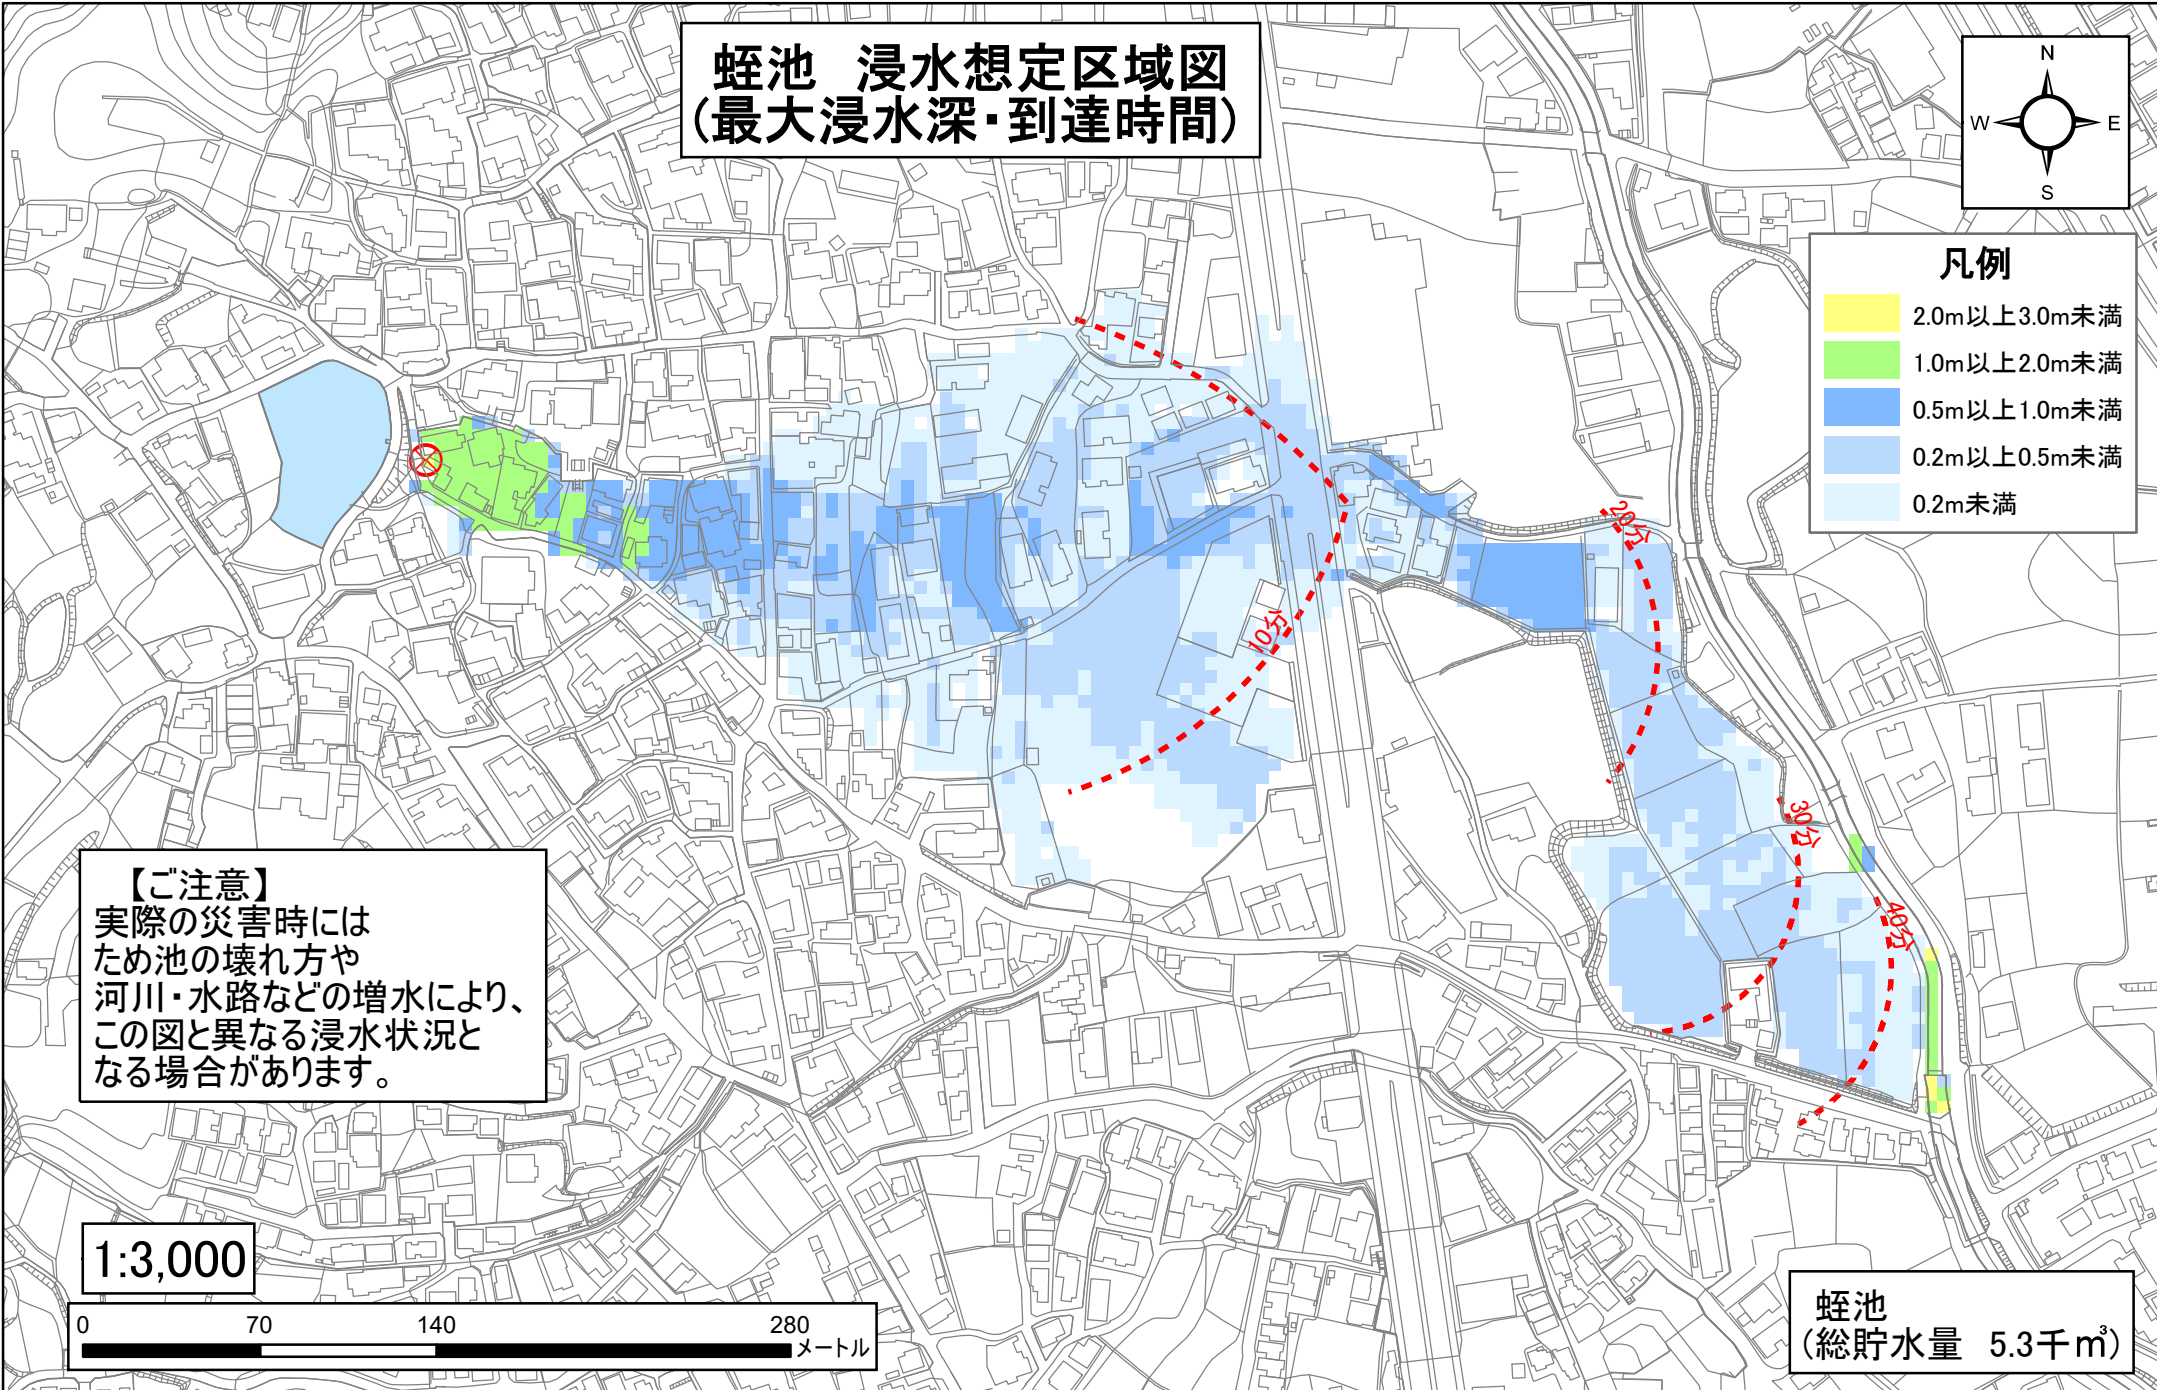 蛭池　浸水想定区域図
（最大浸水深・到達時間）
N
W
E
S
凡例
2.0m以上3.0m未満
1.0m以上2.0m未満
0.5m以上1.0m未満
0.2m以上0.5m未満
0.2m未満
10分
20分
30分
40分
【ご注意】
実際の災害時には
ため池の壊れ方や
河川・水路などの増水により、
この図と異なる浸水状況と
なる場合があります。
1:3,000
0 70 140 280
メートル
蛭池
（総貯水量　5.3千㎥）